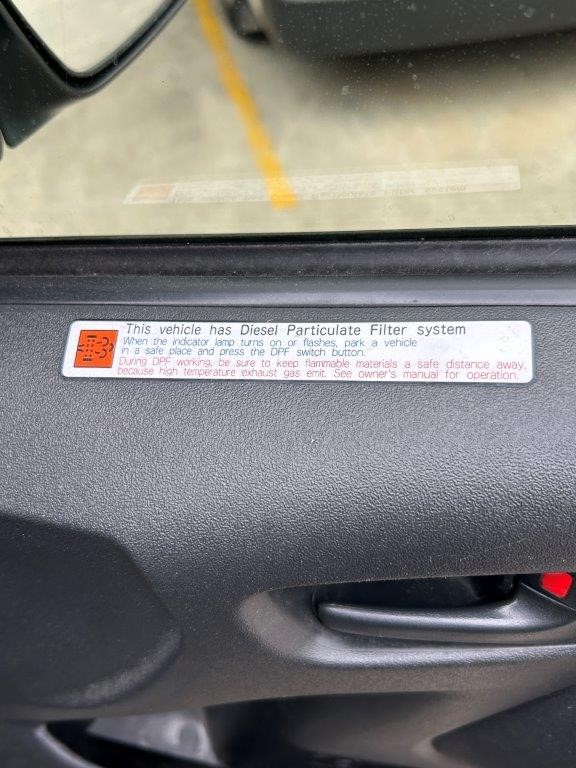 This vehicle has Diesel Particulate Filter system
When the indicator lamp turns on or flashes, park a vehicle
in a safe place and press the DPF switch button.
During DPF working, be sure to keep flammable materials a safe distance away,
because high temperature exhaust gas emit. See owner's manual for operation.